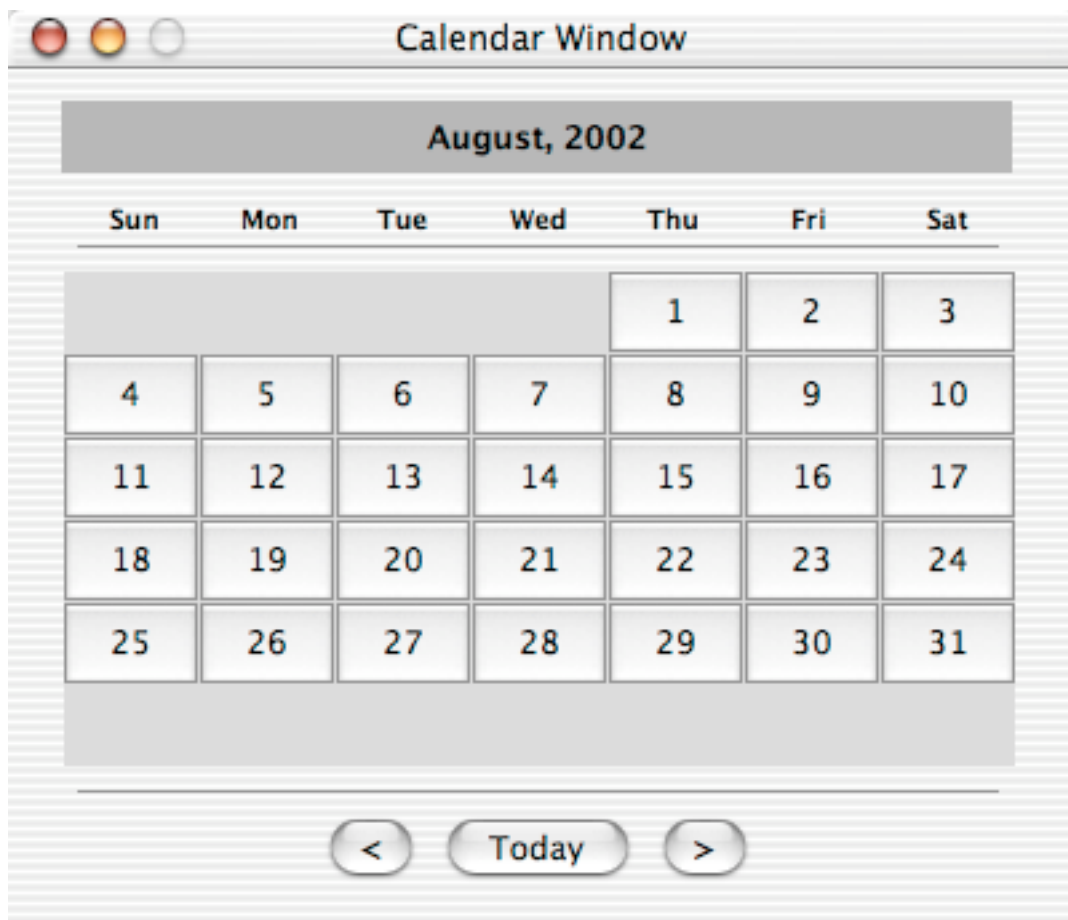 Calendar Window
August, 2002
Sun Mon Tue Wed Thu Fri Sat
1 2 3
4 5 6 7 8 9 10
11 12 13 14 15 16 17
18 19 20 21 22 23 24
25 26 27 28 29 30 31
< Today >